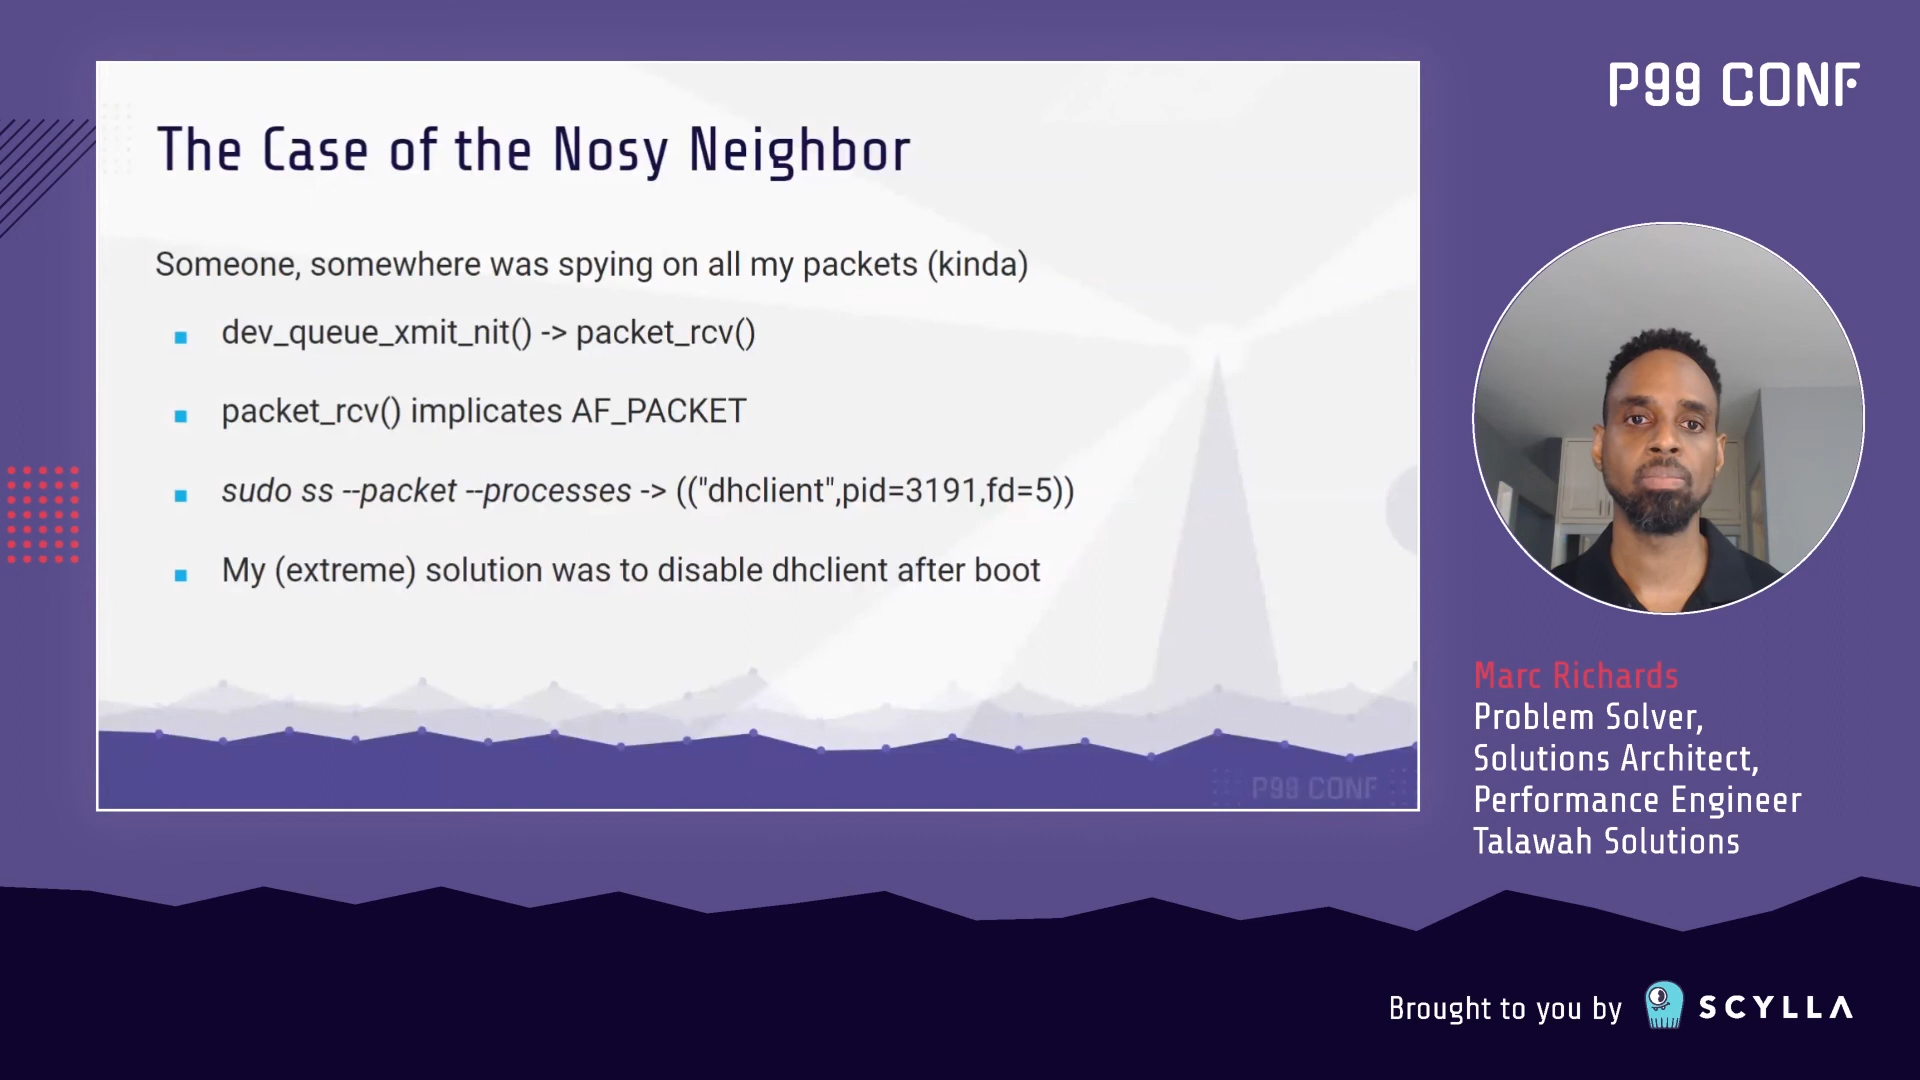 P99 CONF
The Case of the Nosy Neighbor
Someone, somewhere was spying on all my packets (kinda)
dev_queue_xmit_nit() -> packet_rcv()
packet_rcv() implicates AF_PACKET
sudo ss --packet --processes -> (("dhclient",pid=3191,fd=5))
My (extreme) solution was to disable dhclient after boot
P99 CONF
Marc Richards
Problem Solver,
Solutions Architect,
Performance Engineer
Talawah Solutions
Brought to you by SCYLLA